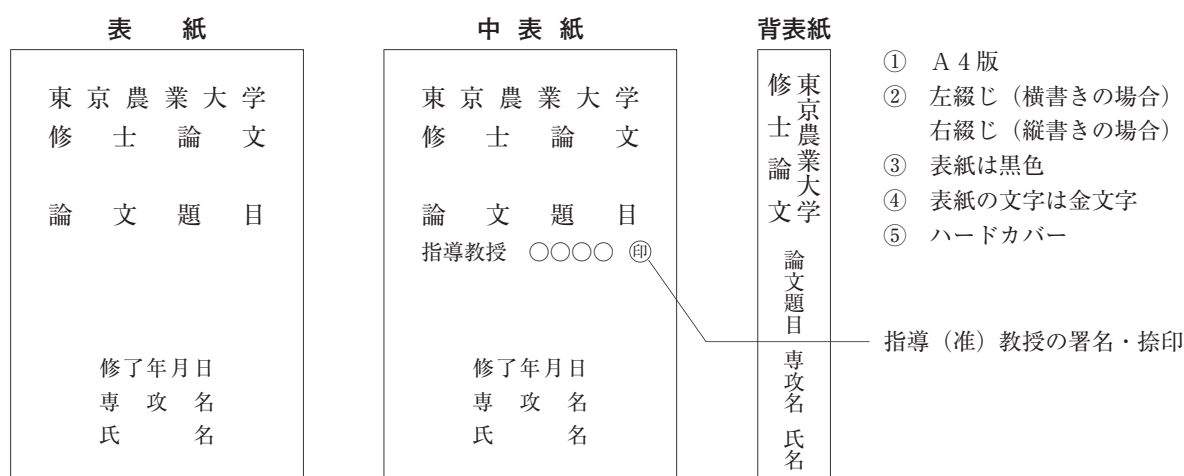 表　紙
東京農業大学
修士論文
論文題目
修了年月日
専攻名
氏名
中表紙
東京農業大学
修士論文
論文題目
指導教授　○○○○　㊞
修了年月日
専攻名
氏名
背表紙
東京農業大学
修士論文
論文題目
専攻名
氏名
①　Ａ４版
②　左綴じ（横書きの場合）
右綴じ（縦書きの場合）
③　表紙は黒色
④　表紙の文字は金文字
⑤　ハードカバー
指導（准）教授の署名・捺印